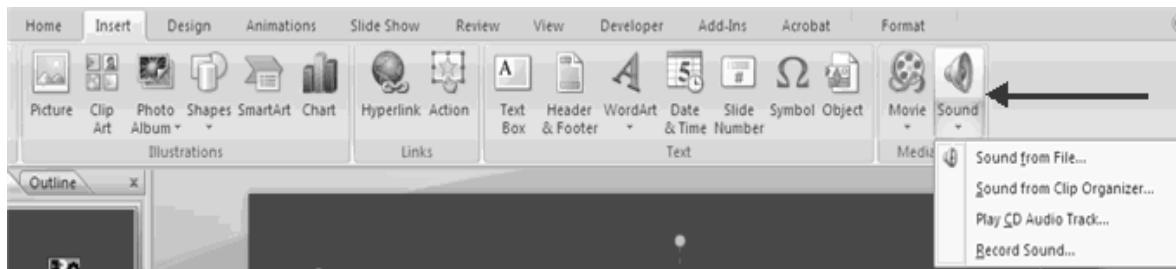 Home Insert Design Animations Slide Show Review View Developer Add-Ins Acrobat Format
Picture Clip Art Photo Album Shapes SmartArt Chart Hyperlink Action Text Box Header & Footer WordArt Date & Time Slide Number Symbol Object Movie Sound
Illustrations Links Text Media
Sound from File...
Outline x
Sound from Clip Organizer...
Play CD Audio Track...
Record Sound...